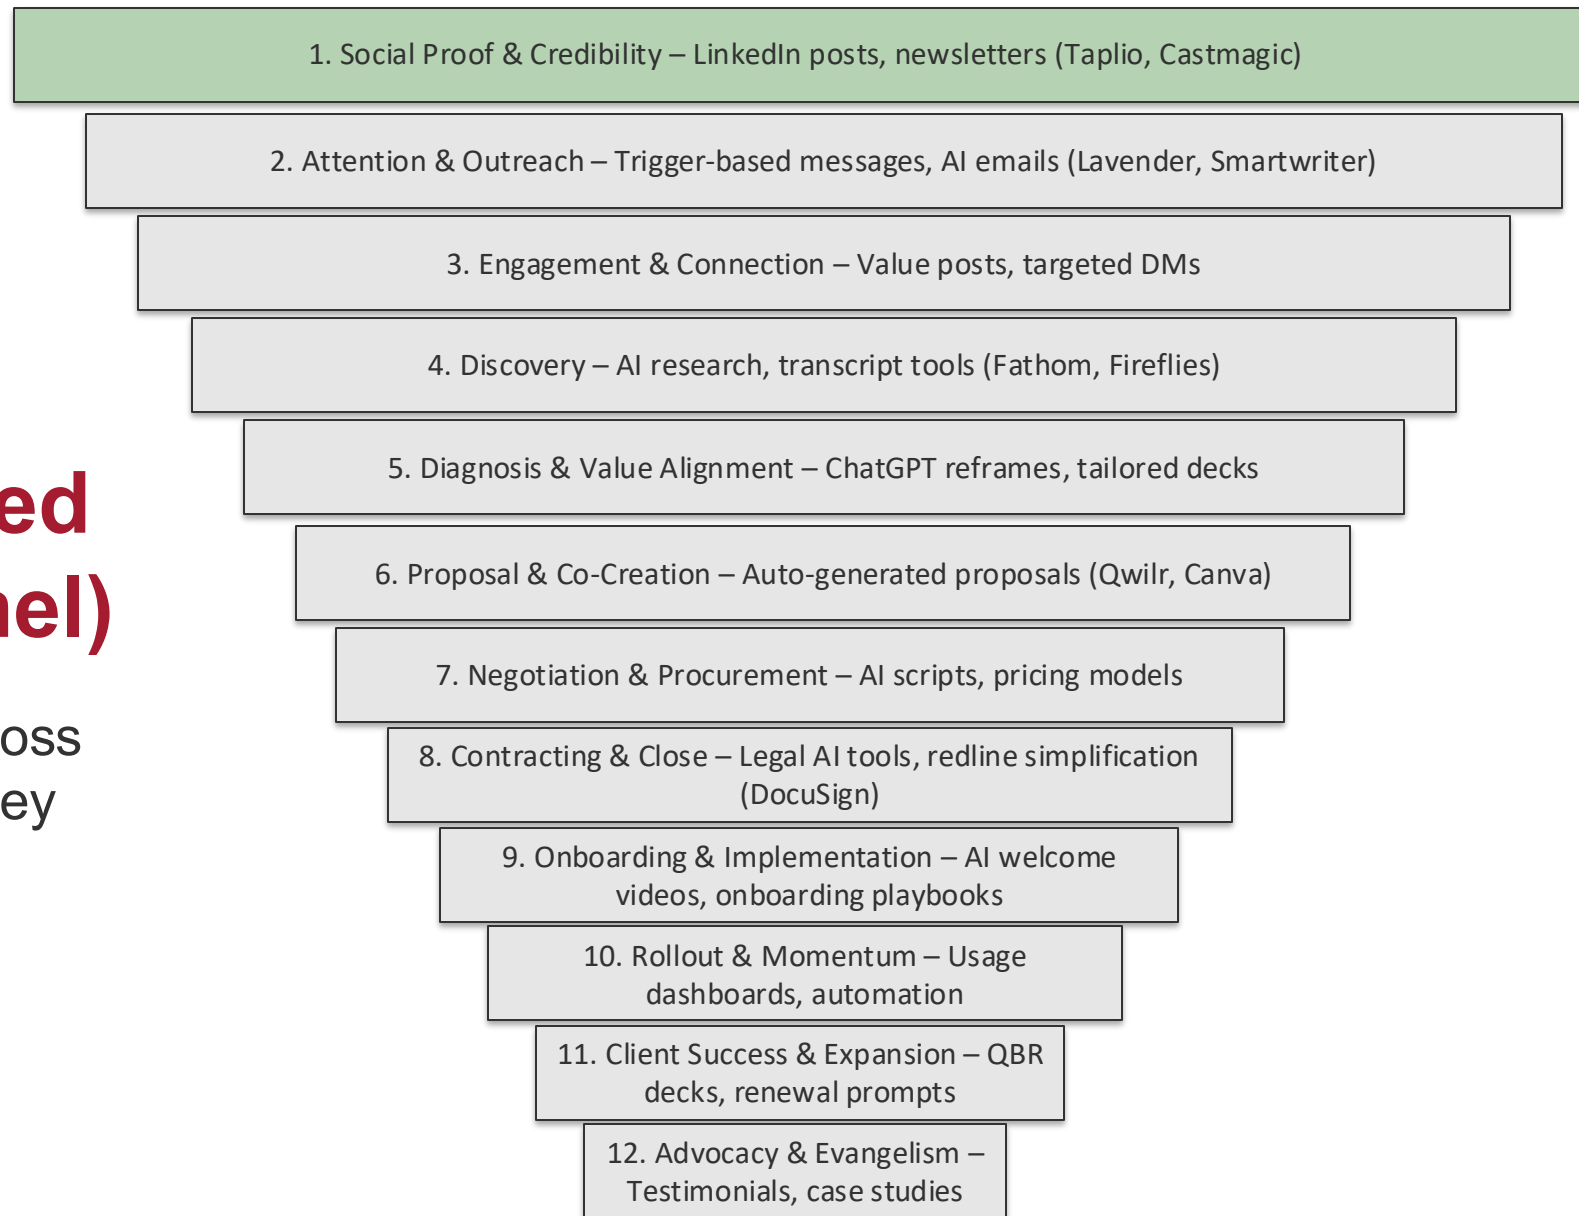 1. Social Proof & Credibility – LinkedIn posts, newsletters (Taplio, Castmagic)
2. Attention & Outreach – Trigger-based messages, AI emails (Lavender, Smartwriter)
3. Engagement & Connection – Value posts, targeted DMs
4. Discovery – AI research, transcript tools (Fathom, Fireflies)
5. Diagnosis & Value Alignment – ChatGPT reframes, tailored decks
6. Proposal & Co-Creation – Auto-generated proposals (Qwilr, Canva)
7. Negotiation & Procurement – AI scripts, pricing models
8. Contracting & Close – Legal AI tools, redline simplification
(DocuSign)
9. Onboarding & Implementation – AI welcome
videos, onboarding playbooks
10. Rollout & Momentum – Usage
dashboards, automation
11. Client Success & Expansion – QBR
decks, renewal prompts
12. Advocacy & Evangelism –
Testimonials, case studies
ed
nel)
oss
ey